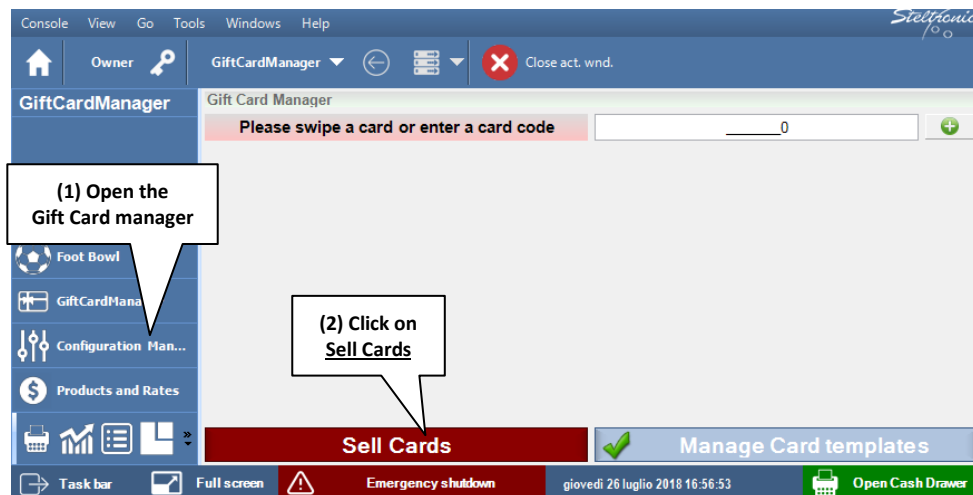 Console View Go Tools Windows Help
Steltronic
Owner
GiftCardManager
Close act. wnd.
GiftCardManager
Gift Card Manager
Please swipe a card or enter a card code
______0
(1) Open the
Gift Card manager
Foot Bowl
GiftCardMana
(2) Click on
Sell Cards
Configuration Man...
Products and Rates
Sell Cards
Manage Card templates
Task bar
Full screen
Emergency shutdown
giovedì 26 luglio 2018 16:56:53
Open Cash Drawer